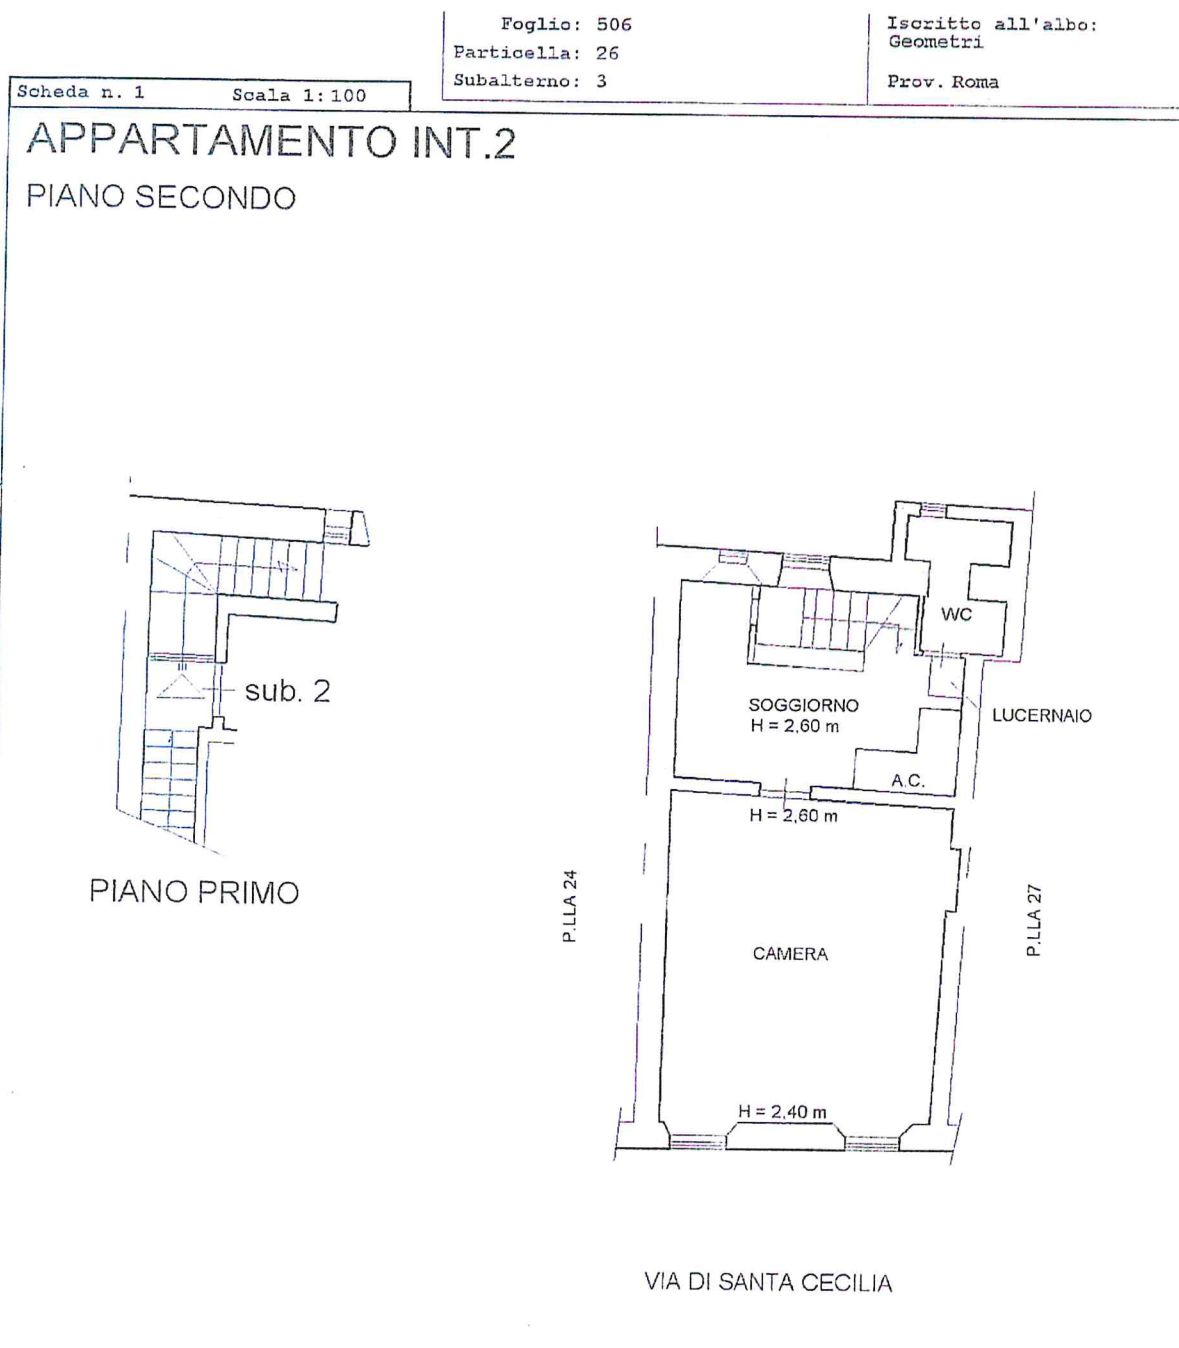 Foglio: 506
Particella: 26
Subalterno: 3
Iscritto all'albo:
Geometri
Prov. Roma
Scheda n. 1 Scala 1:100
APPARTAMENTO INT.2
PIANO SECONDO
sub. 2
PIANO PRIMO
WC
SOGGIORNO
H = 2,60 m
LUCERNAIO
A.C.
H = 2,60 m
P.LLA 24
P.LLA 27
CAMERA
H = 2,40 m
VIA DI SANTA CECILIA